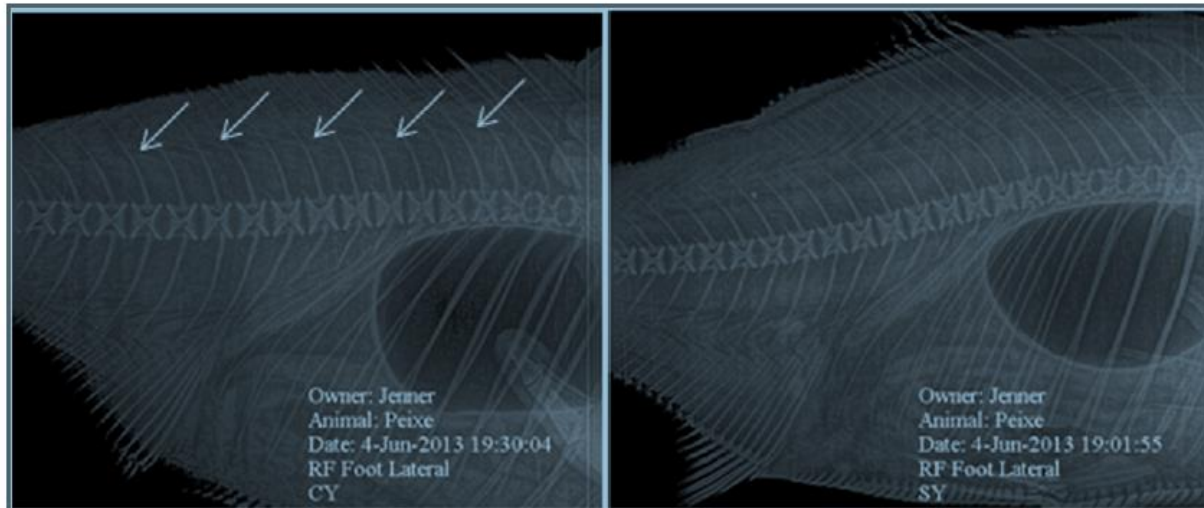 Owner: Jenner
Animal: Peixe
Date: 4-Jun-2013 19:30:04
RF Foot Lateral
CY
Owner: Jenner
Animal: Peixe
Date: 4-Jun-2013 19:01:55
RF Foot Lateral
SY